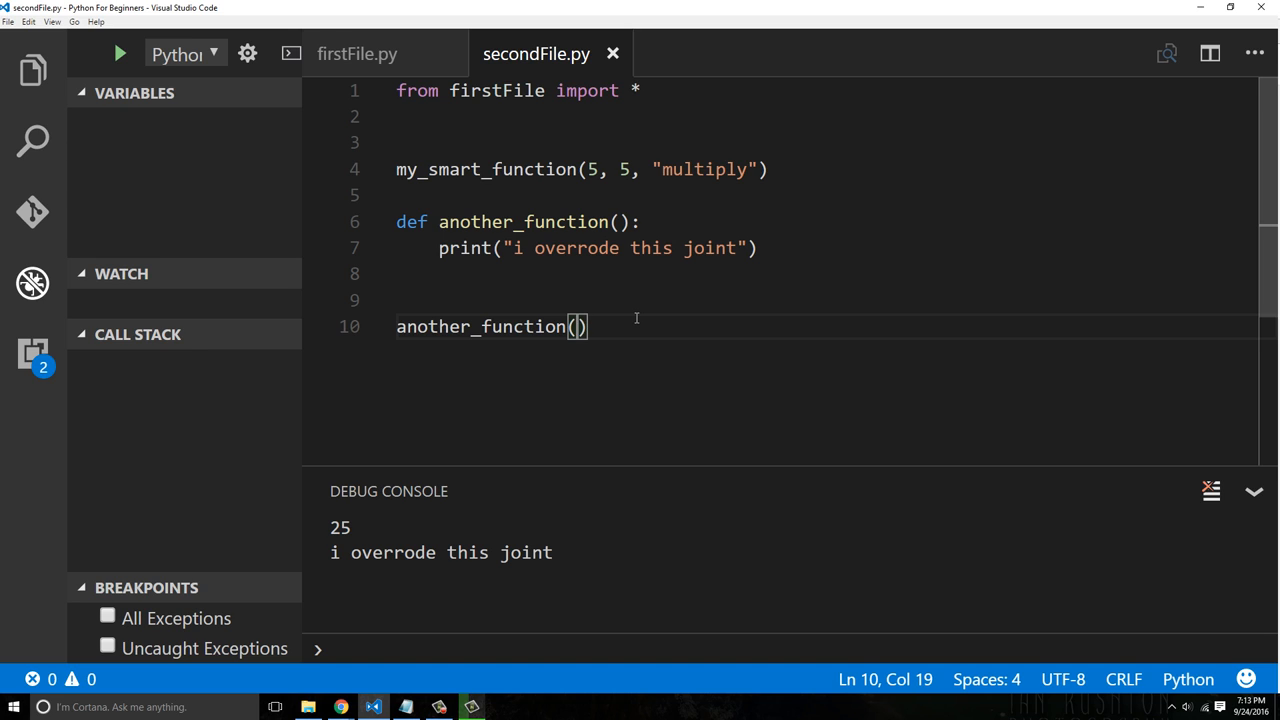 secondFile.py - Python For Beginners - Visual Studio Code
File Edit View Go Help
Python
firstFile.py
secondFile.py
VARIABLES
WATCH
CALL STACK
BREAKPOINTS
All Exceptions
Uncaught Exceptions
2
1 from firstFile import *
2
3
4 my_smart_function(5, 5, "multiply")
5
6 def another_function():
7 print("i overrode this joint")
8
9
10 another_function()
DEBUG CONSOLE
25
i overrode this joint
0 0
Ln 10, Col 19 Spaces: 4 UTF-8 CRLF Python
I'm Cortana. Ask me anything.
7:13 PM
9/24/2016